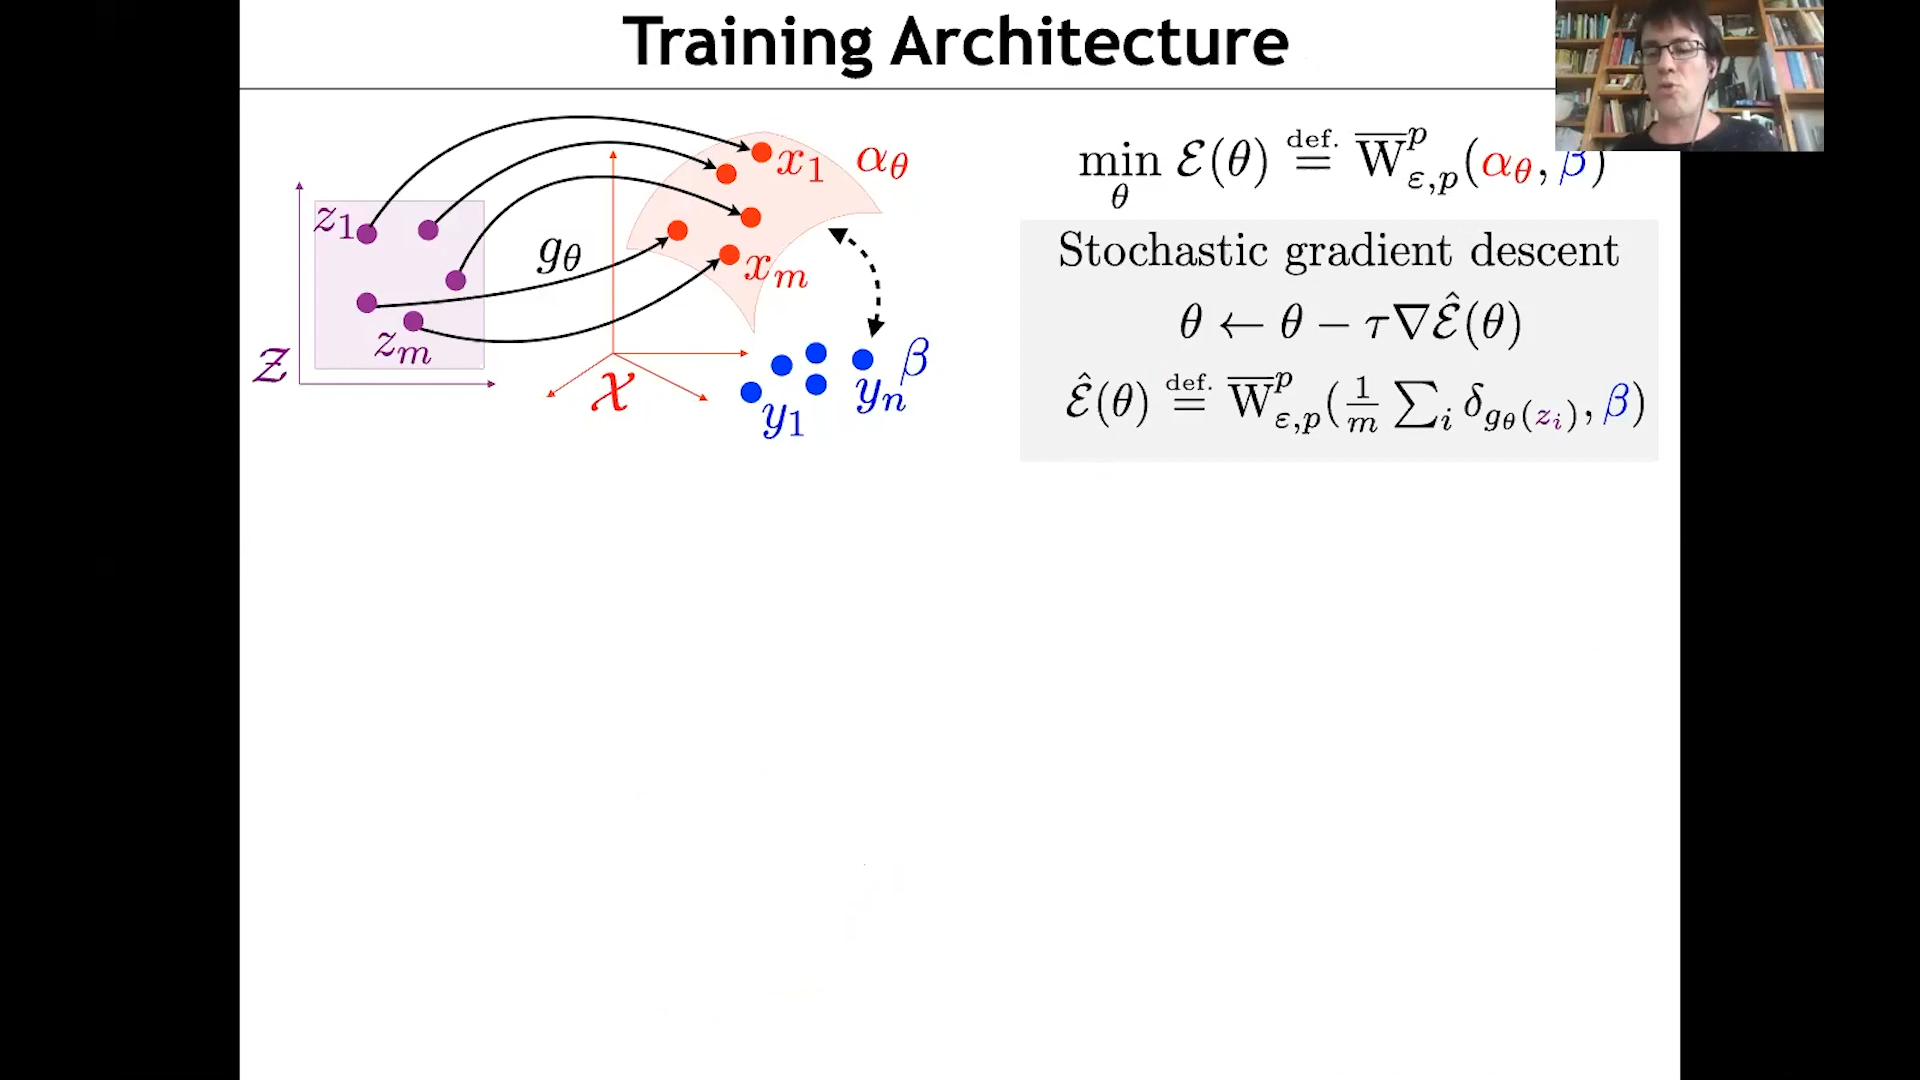 Training Architecture
z₁
z_m
𝒵
g_θ
𝒳
x₁
x_m
α_θ
y₁
y_n
β
min_θ ℰ(θ) =^{def.} W̅^p_{ε,p}(α_θ, β)
Stochastic gradient descent
θ ← θ − τ∇ℰ̂(θ)
ℰ̂(θ) =^{def.} W̅^p_{ε,p}(1/m ∑_i δ_{g_θ(z_i)}, β)